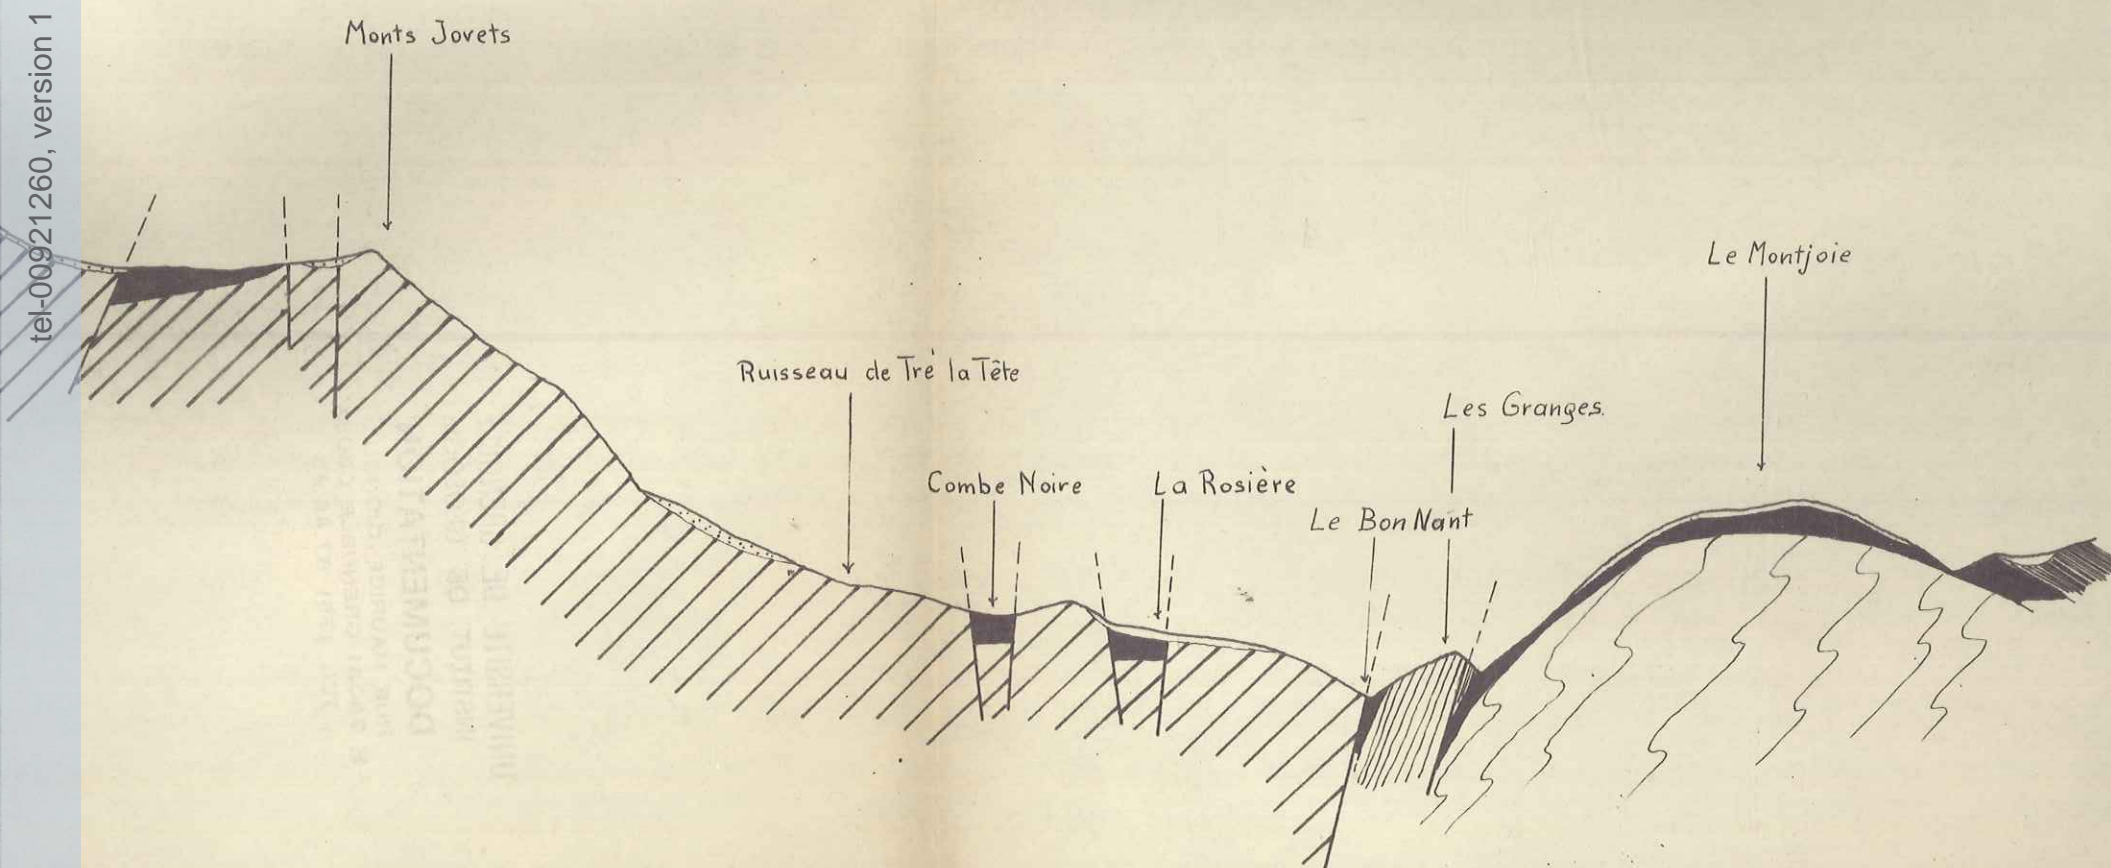 tel-00921260, version 1
Monts Jovets
Le Montjoie
Ruisseau de Tré la Tête
Les Granges.
Combe Noire
La Rosière
Le Bon Nant
DOCUMENTATION